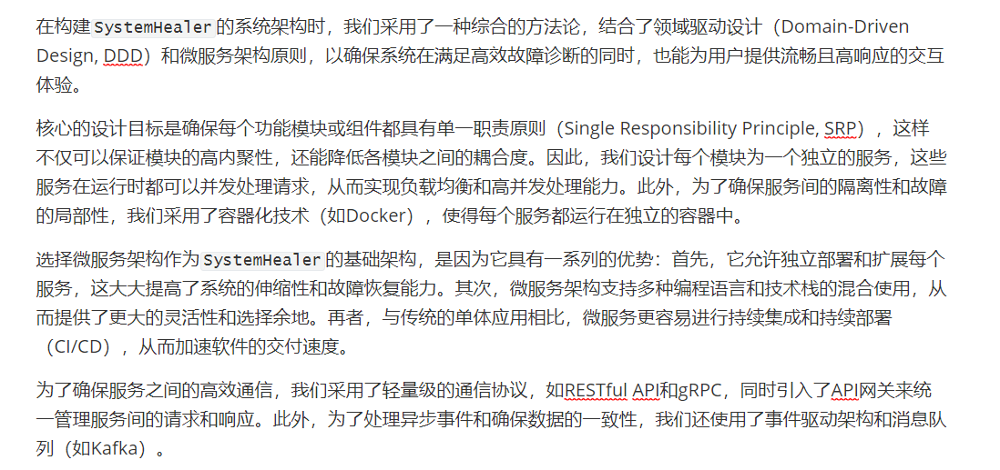 在构建SystemHealer的系统架构时，我们采用了一种综合的方法论，结合了领域驱动设计（Domain-Driven
Design, DDD）和微服务架构原则，以确保系统在满足高效故障诊断的同时，也能为用户提供流畅且高响应的交互
体验。
核心的设计目标是确保每个功能模块或组件都具有单一职责原则（Single Responsibility Principle, SRP），这样
不仅可以保证模块的高内聚性，还能降低各模块之间的耦合度。因此，我们设计每个模块为一个独立的服务，这些
服务在运行时都可以并发处理请求，从而实现负载均衡和高并发处理能力。此外，为了确保服务间的隔离性和故障
的局部性，我们采用了容器化技术（如Docker），使得每个服务都运行在独立的容器中。
选择微服务架构作为SystemHealer的基础架构，是因为它具有一系列的优势：首先，它允许独立部署和扩展每个
服务，这大大提高了系统的伸缩性和故障恢复能力。其次，微服务架构支持多种编程语言和技术栈的混合使用，从
而提供了更大的灵活性和选择余地。再者，与传统的单体应用相比，微服务更容易进行持续集成和持续部署
（CI/CD），从而加速软件的交付速度。
为了确保服务之间的高效通信，我们采用了轻量级的通信协议，如RESTful API和gRPC，同时引入了API网关来统
一管理服务间的请求和响应。此外，为了处理异步事件和确保数据的一致性，我们还使用了事件驱动架构和消息队
列（如Kafka）。